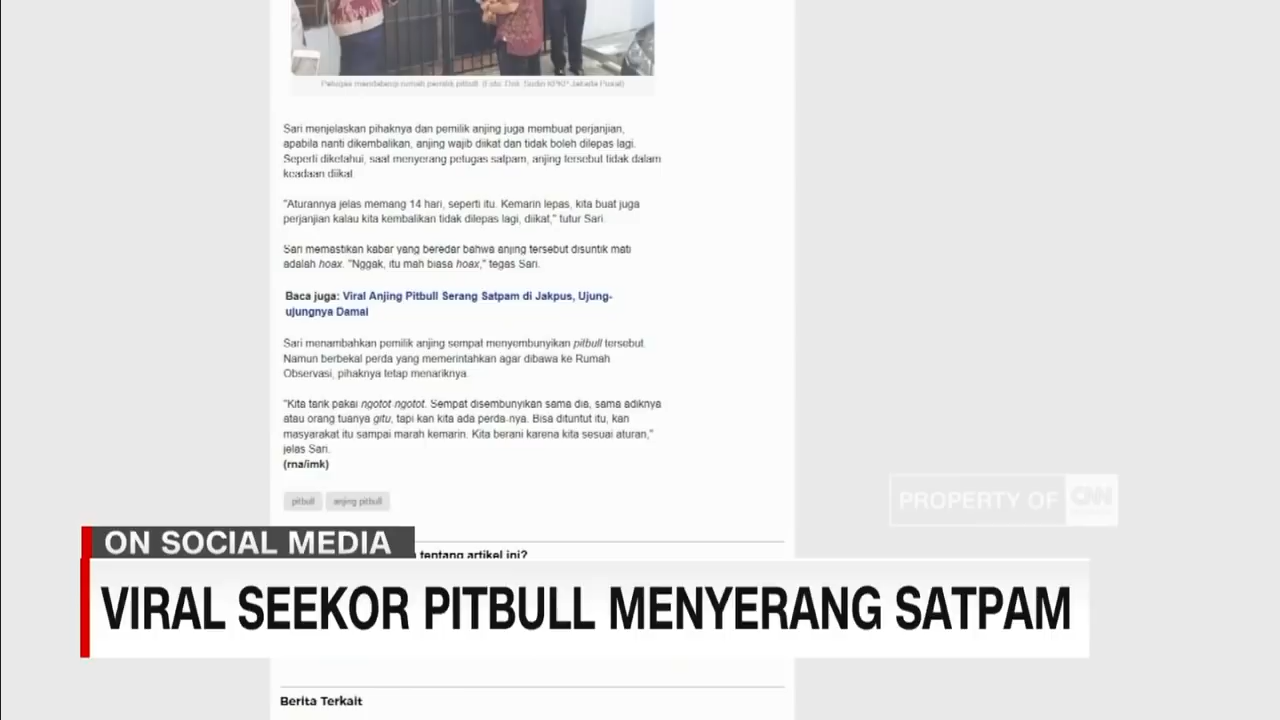 Petugas mendatangi rumah pemilik pitbull. (Foto: Dok. Sudin KPKP Jakarta Pusat)
Sari menjelaskan pihaknya dan pemilik anjing juga membuat perjanjian,
apabila nanti dikembalikan, anjing wajib diikat dan tidak boleh dilepas lagi.
Seperti diketahui, saat menyerang petugas satpam, anjing tersebut tidak dalam
keadaan diikat.
"Aturannya jelas memang 14 hari, seperti itu. Kemarin lepas, kita buat juga
perjanjian kalau kita kembalikan tidak dilepas lagi, diikat," tutur Sari.
Sari memastikan kabar yang beredar bahwa anjing tersebut disuntik mati
adalah hoax. "Nggak, itu mah biasa hoax," tegas Sari.
Baca juga: Viral Anjing Pitbull Serang Satpam di Jakpus, Ujung-
ujungnya Damai
Sari menambahkan pemilik anjing sempat menyembunyikan pitbull tersebut.
Namun berbekal perda yang memerintahkan agar dibawa ke Rumah
Observasi, pihaknya tetap menariknya.
"Kita tarik pakai ngotot-ngotot. Sempat disembunyikan sama dia, sama adiknya
atau orang tuanya gitu, tapi kan kita ada perda-nya. Bisa dituntut itu, kan
masyarakat itu sampai marah kemarin. Kita berani karena kita sesuai aturan,"
jelas Sari.
(rna/imk)
pitbull anjing pitbull
PROPERTY OF CNN
ON SOCIAL MEDIA
tentang artikel ini?
VIRAL SEEKOR PITBULL MENYERANG SATPAM
Berita Terkait